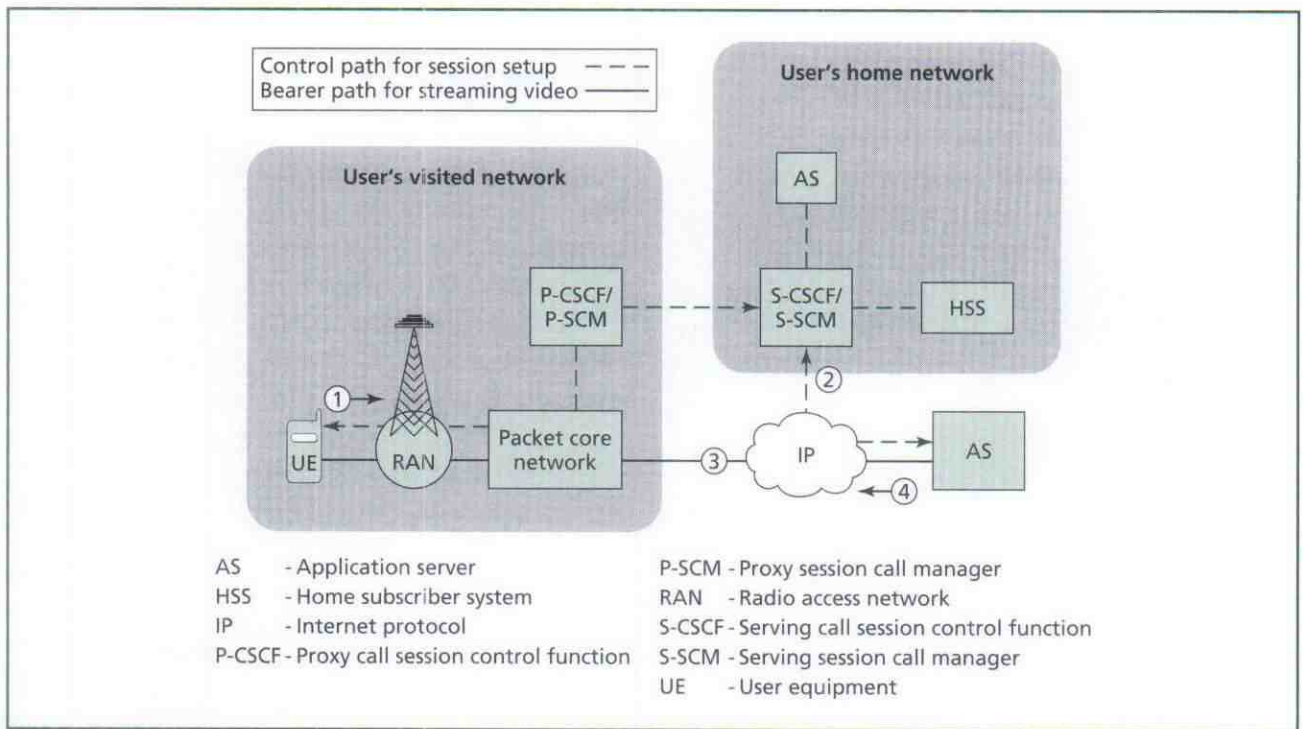 Control path for session setup
Bearer path for streaming video
User's home network
User's visited network
AS
P-CSCF/
P-SCM
S-CSCF/
S-SCM
HSS
1
2
UE
RAN
Packet core
network
3
IP
AS
4
AS - Application server
HSS - Home subscriber system
IP - Internet protocol
P-CSCF - Proxy call session control function
P-SCM - Proxy session call manager
RAN - Radio access network
S-CSCF - Serving call session control function
S-SCM - Serving session call manager
UE - User equipment